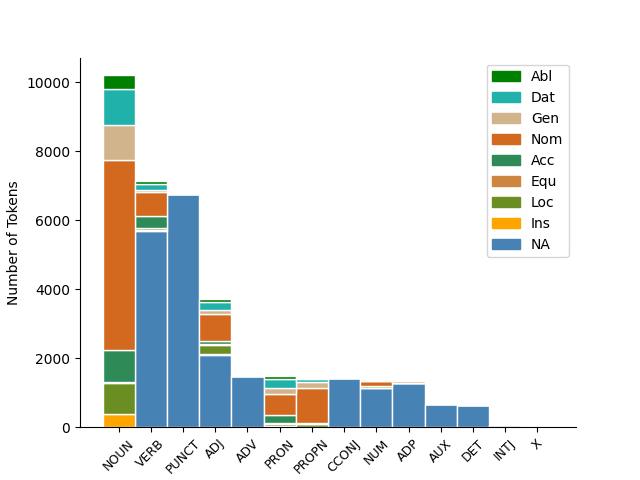 10000
8000
6000
4000
2000
0
Number of Tokens
Abl
Dat
Gen
Nom
Acc
Equ
Loc
Ins
NA
NOUN
VERB
PUNCT
ADJ
ADV
PRON
PROPN
CCONJ
NUM
ADP
AUX
DET
INTJ
X